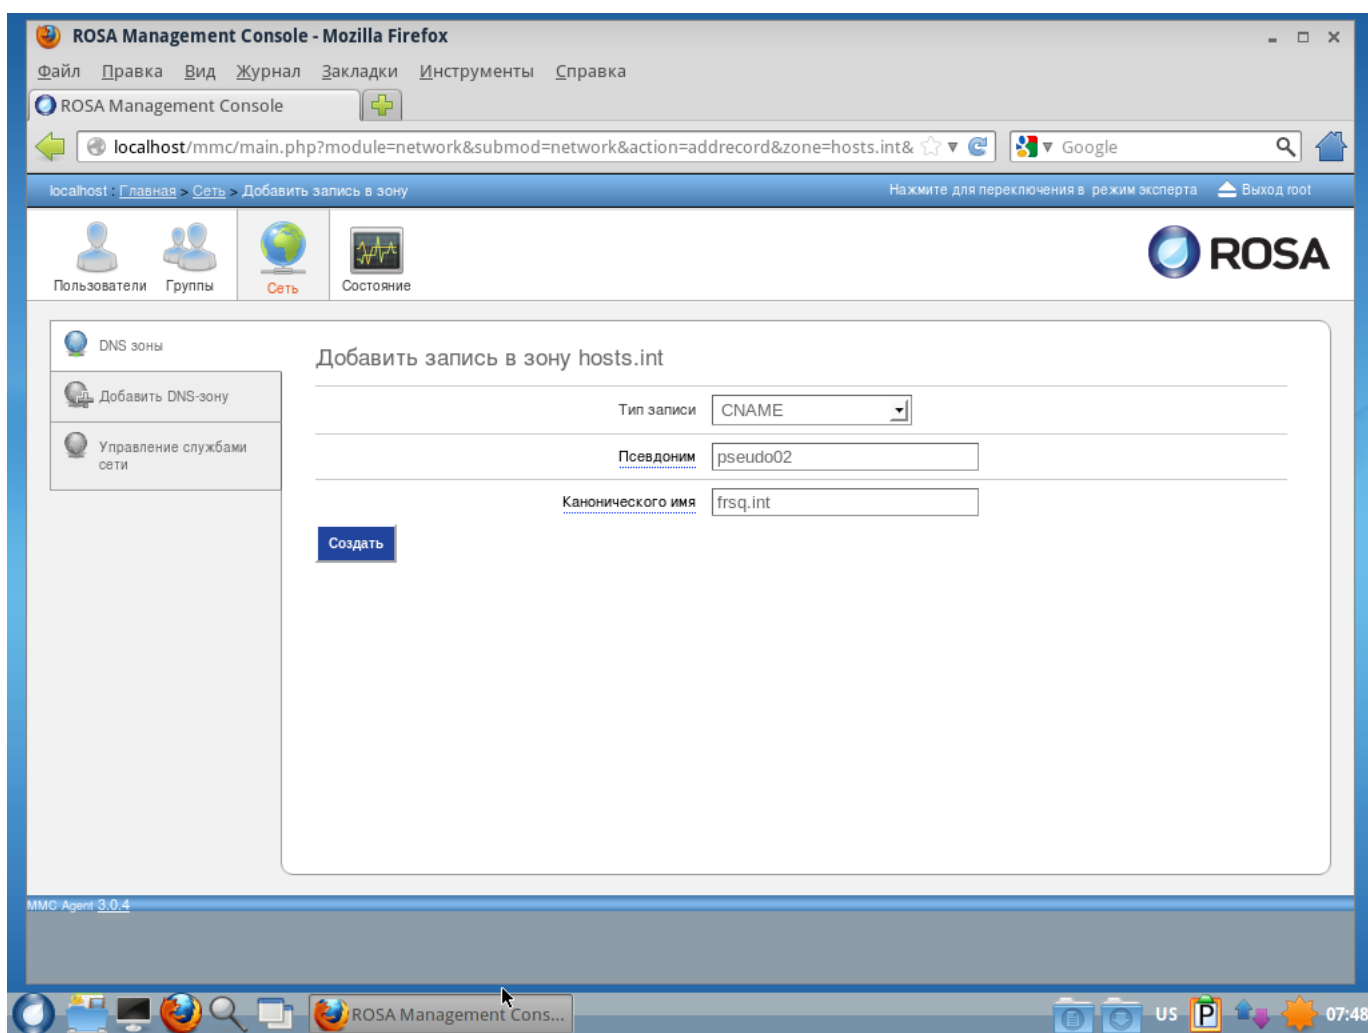 ROSA Management Console - Mozilla Firefox
Файл Правка Вид Журнал Закладки Инструменты Справка
ROSA Management Console
localhost/mmc/main.php?module=network&submod=network&action=addrecord&zone=hosts.int& Google
localhost : Главная > Сеть > Добавить запись в зону Нажмите для переключения в режим эксперта Выход root
Пользователи Группы Сеть Состояние
ROSA
DNS зоны
Добавить DNS-зону
Управление службами
сети
Добавить запись в зону hosts.int
Тип записи CNAME
Псевдоним pseudo02
Канонического имя frsq.int
Создать
MMC Agent 3.0.4
ROSA Management Cons... US P 07:48